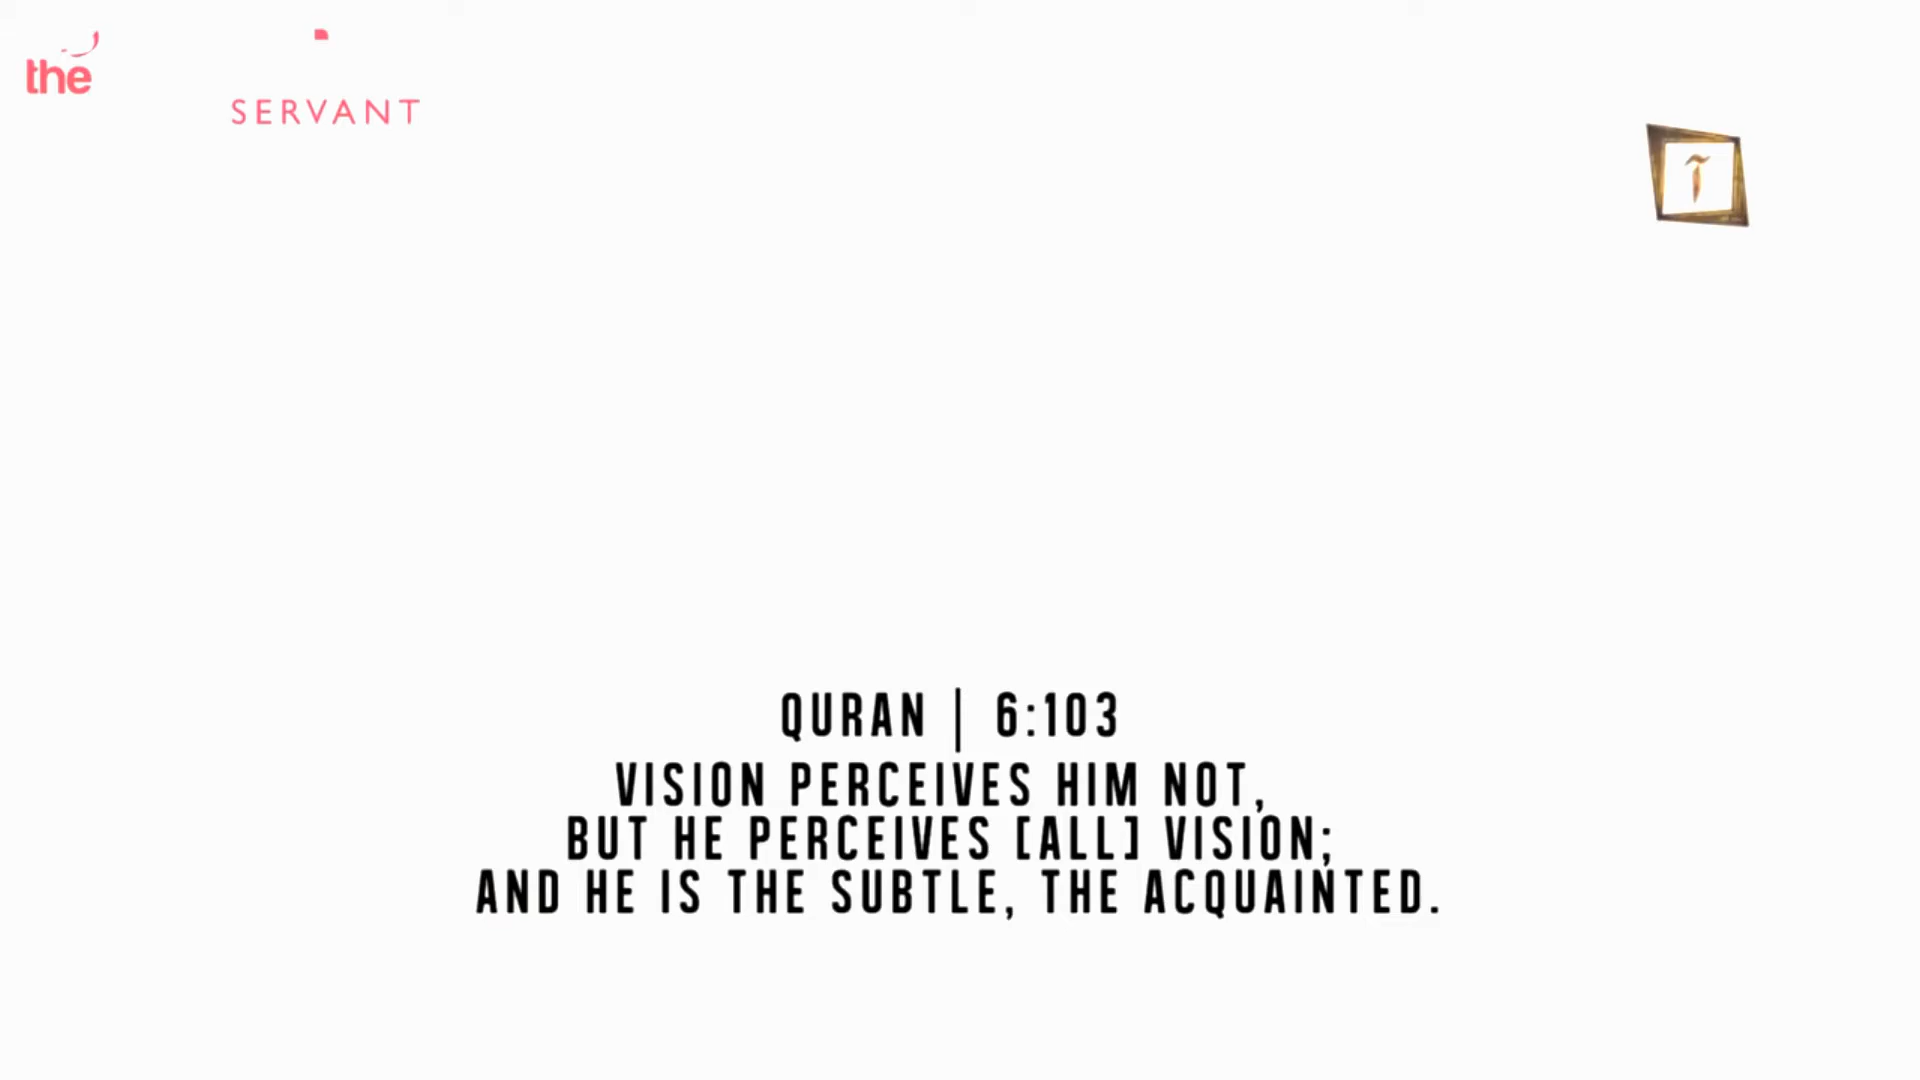 the
SERVANT
T
QURAN | 6:103
VISION PERCEIVES HIM NOT,
BUT HE PERCEIVES [ALL] VISION;
AND HE IS THE SUBTLE, THE ACQUAINTED.